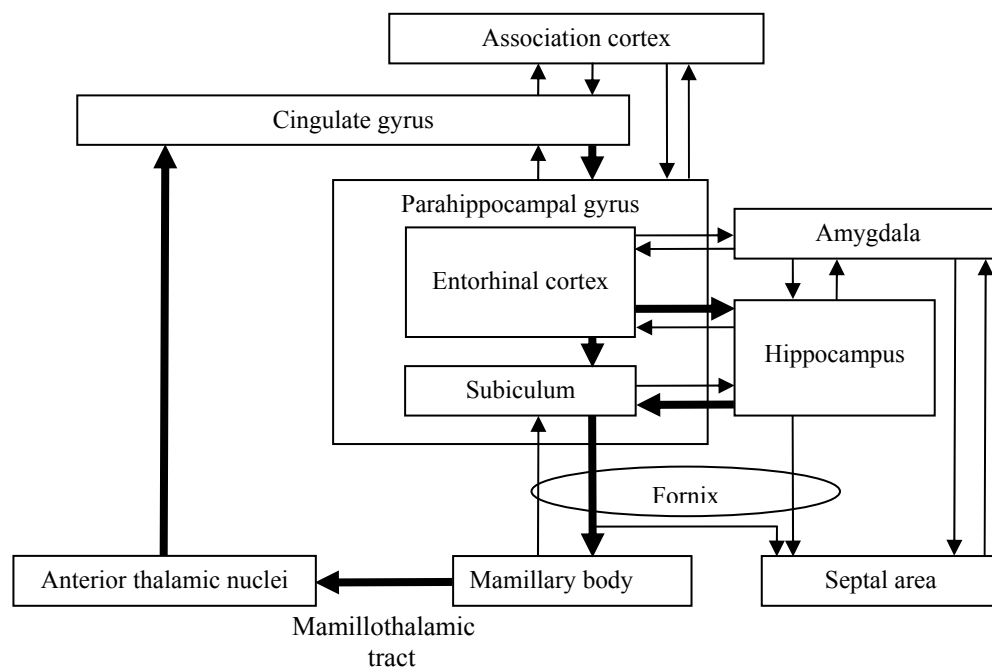 Association cortex
Cingulate gyrus
Parahippocampal gyrus
Amygdala
Entorhinal cortex
Hippocampus
Subiculum
Fornix
Anterior thalamic nuclei
Mamillary body
Septal area
Mamillothalamic
tract